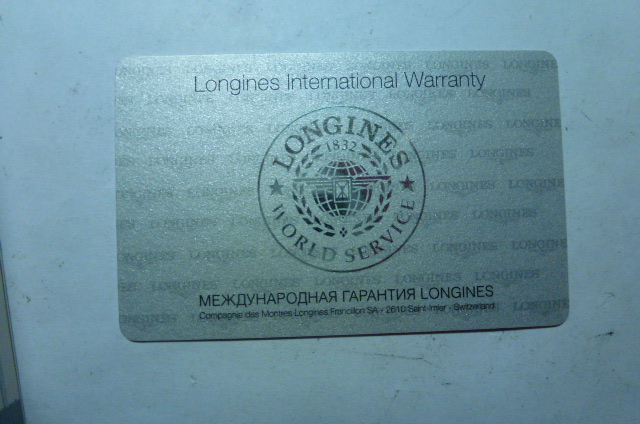 Longines International Warranty
LONGINES
1832
WORLD SERVICE
МЕЖДУНАРОДНАЯ ГАРАНТИЯ LONGINES
Compagnie des Montres Longines Francillon SA - 2610 Saint-Imier - Switzerland